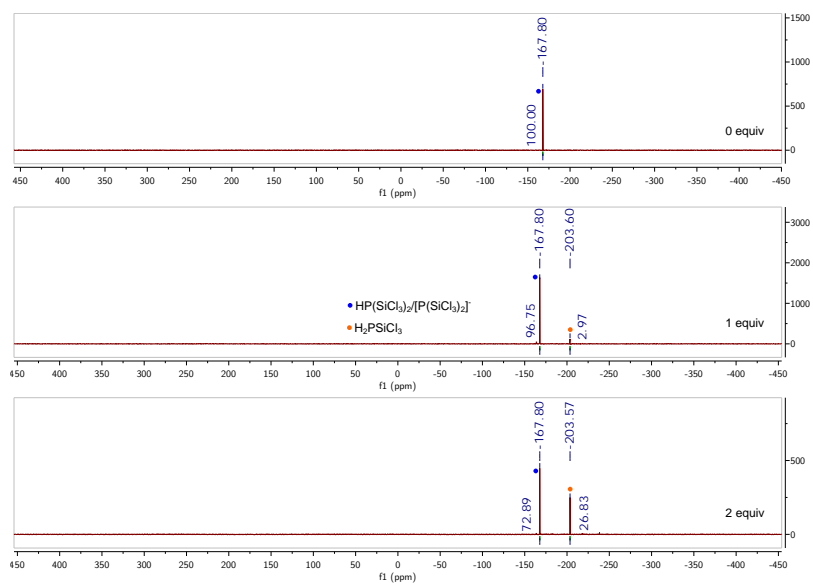 -167.80
100.00
0 equiv
1500
1000
500
0
450 400 350 300 250 200 150 100 50 0 -50 -100 -150 -200 -250 -300 -350 -400 -450
f1 (ppm)
-167.80
-203.60
96.75
2.97
● HP(SiCl₃)₂/[P(SiCl₃)₂]⁻
● H₂PSiCl₃
1 equiv
3000
2000
1000
0
450 400 350 300 250 200 150 100 50 0 -50 -100 -150 -200 -250 -300 -350 -400 -450
f1 (ppm)
-167.80
-203.57
72.89
26.83
2 equiv
500
0
450 400 350 300 250 200 150 100 50 0 -50 -100 -150 -200 -250 -300 -350 -400 -450
f1 (ppm)